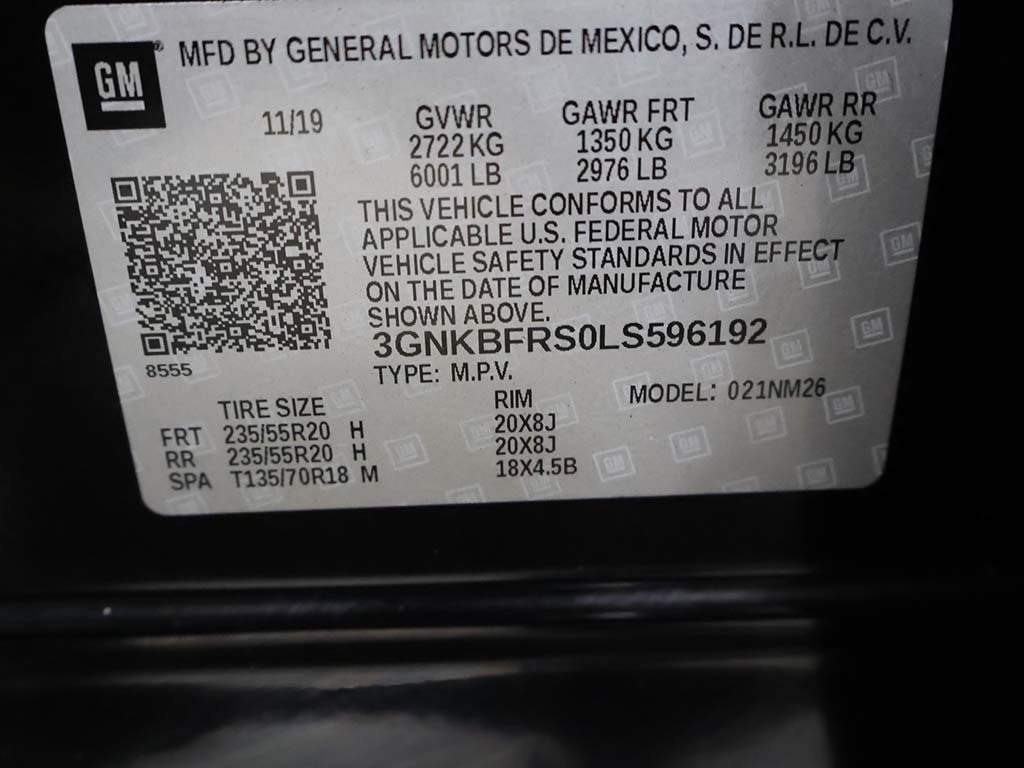 GM
MFD BY GENERAL MOTORS DE MEXICO, S. DE R.L. DE C.V.
11/19
GVWR GAWR FRT GAWR RR
2722 KG 1350 KG 1450 KG
6001 LB 2976 LB 3196 LB
THIS VEHICLE CONFORMS TO ALL
APPLICABLE U.S. FEDERAL MOTOR
VEHICLE SAFETY STANDARDS IN EFFECT
ON THE DATE OF MANUFACTURE
SHOWN ABOVE.
3GNKBFRS0LS596192
8555
TYPE: M.P.V. MODEL: 021NM26
TIRE SIZE RIM
FRT 235/55R20 H 20X8J
RR 235/55R20 H 20X8J
SPA T135/70R18 M 18X4.5B